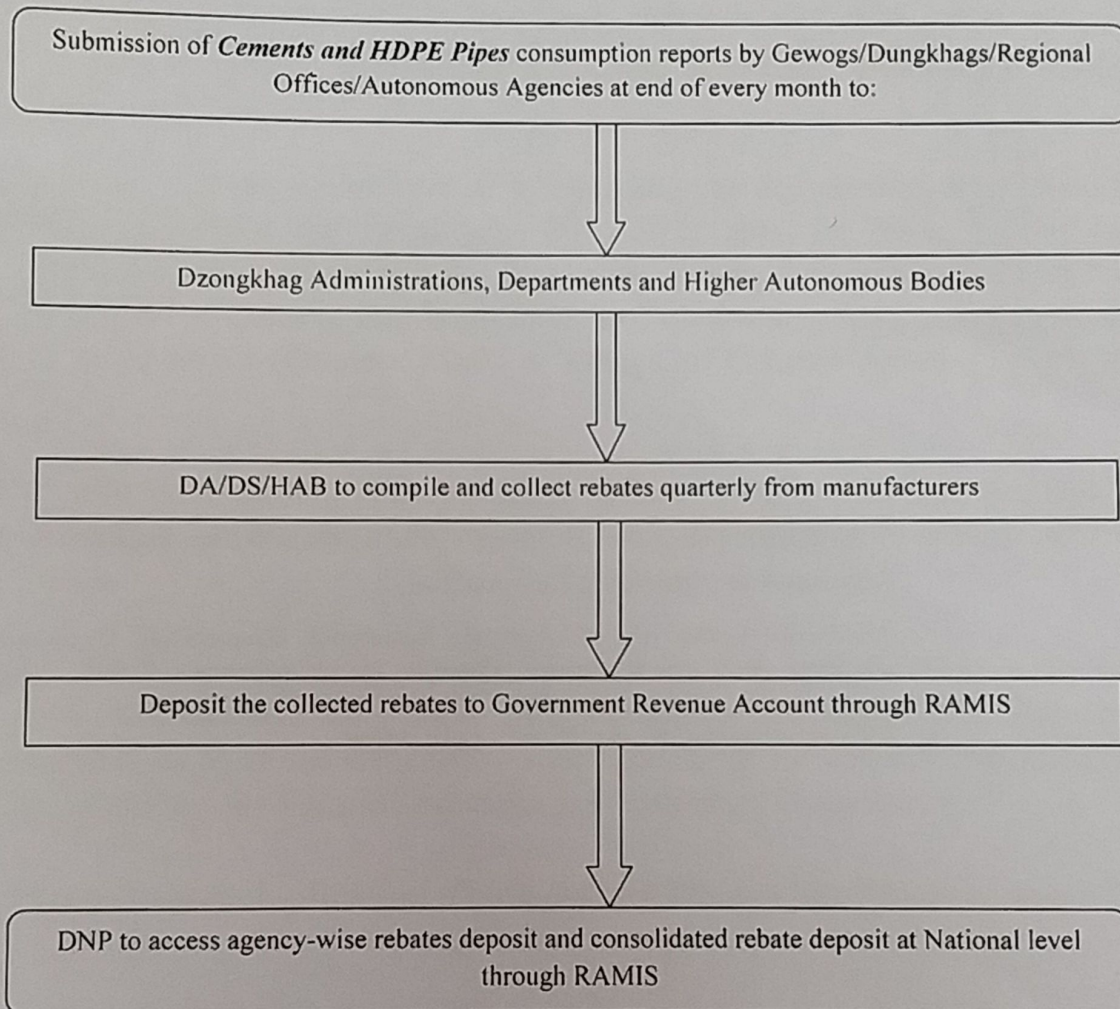 Submission of Cements and HDPE Pipes consumption reports by Gewogs/Dungkhags/Regional
Offices/Autonomous Agencies at end of every month to:
Dzongkhag Administrations, Departments and Higher Autonomous Bodies
DA/DS/HAB to compile and collect rebates quarterly from manufacturers
Deposit the collected rebates to Government Revenue Account through RAMIS
DNP to access agency-wise rebates deposit and consolidated rebate deposit at National level
through RAMIS